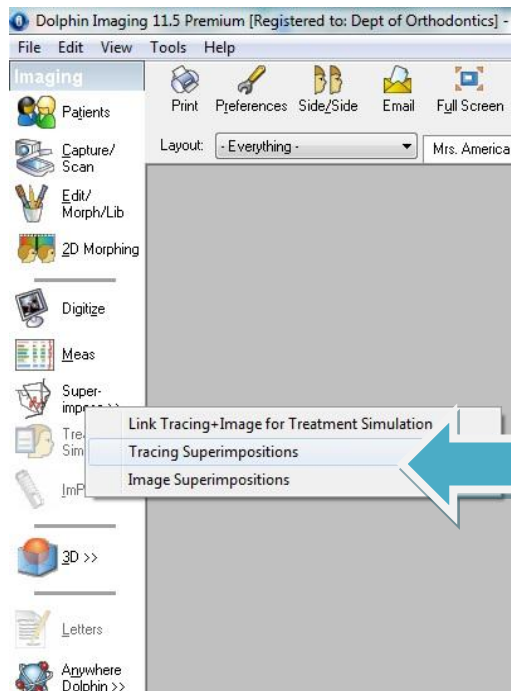 Dolphin Imaging 11.5 Premium [Registered to: Dept of Orthodontics] -
File Edit View Tools Help
Imaging
Print Preferences Side/Side Email Full Screen
Layout: - Everything - Mrs. America
Patients
Capture/
Scan
Edit/
Morph/Lib
2D Morphing
Digitize
Meas
Super-
impose >>
Link Tracing+Image for Treatment Simulation
Tracing Superimpositions
Image Superimpositions
3D >>
Letters
Anywhere
Dolphin >>